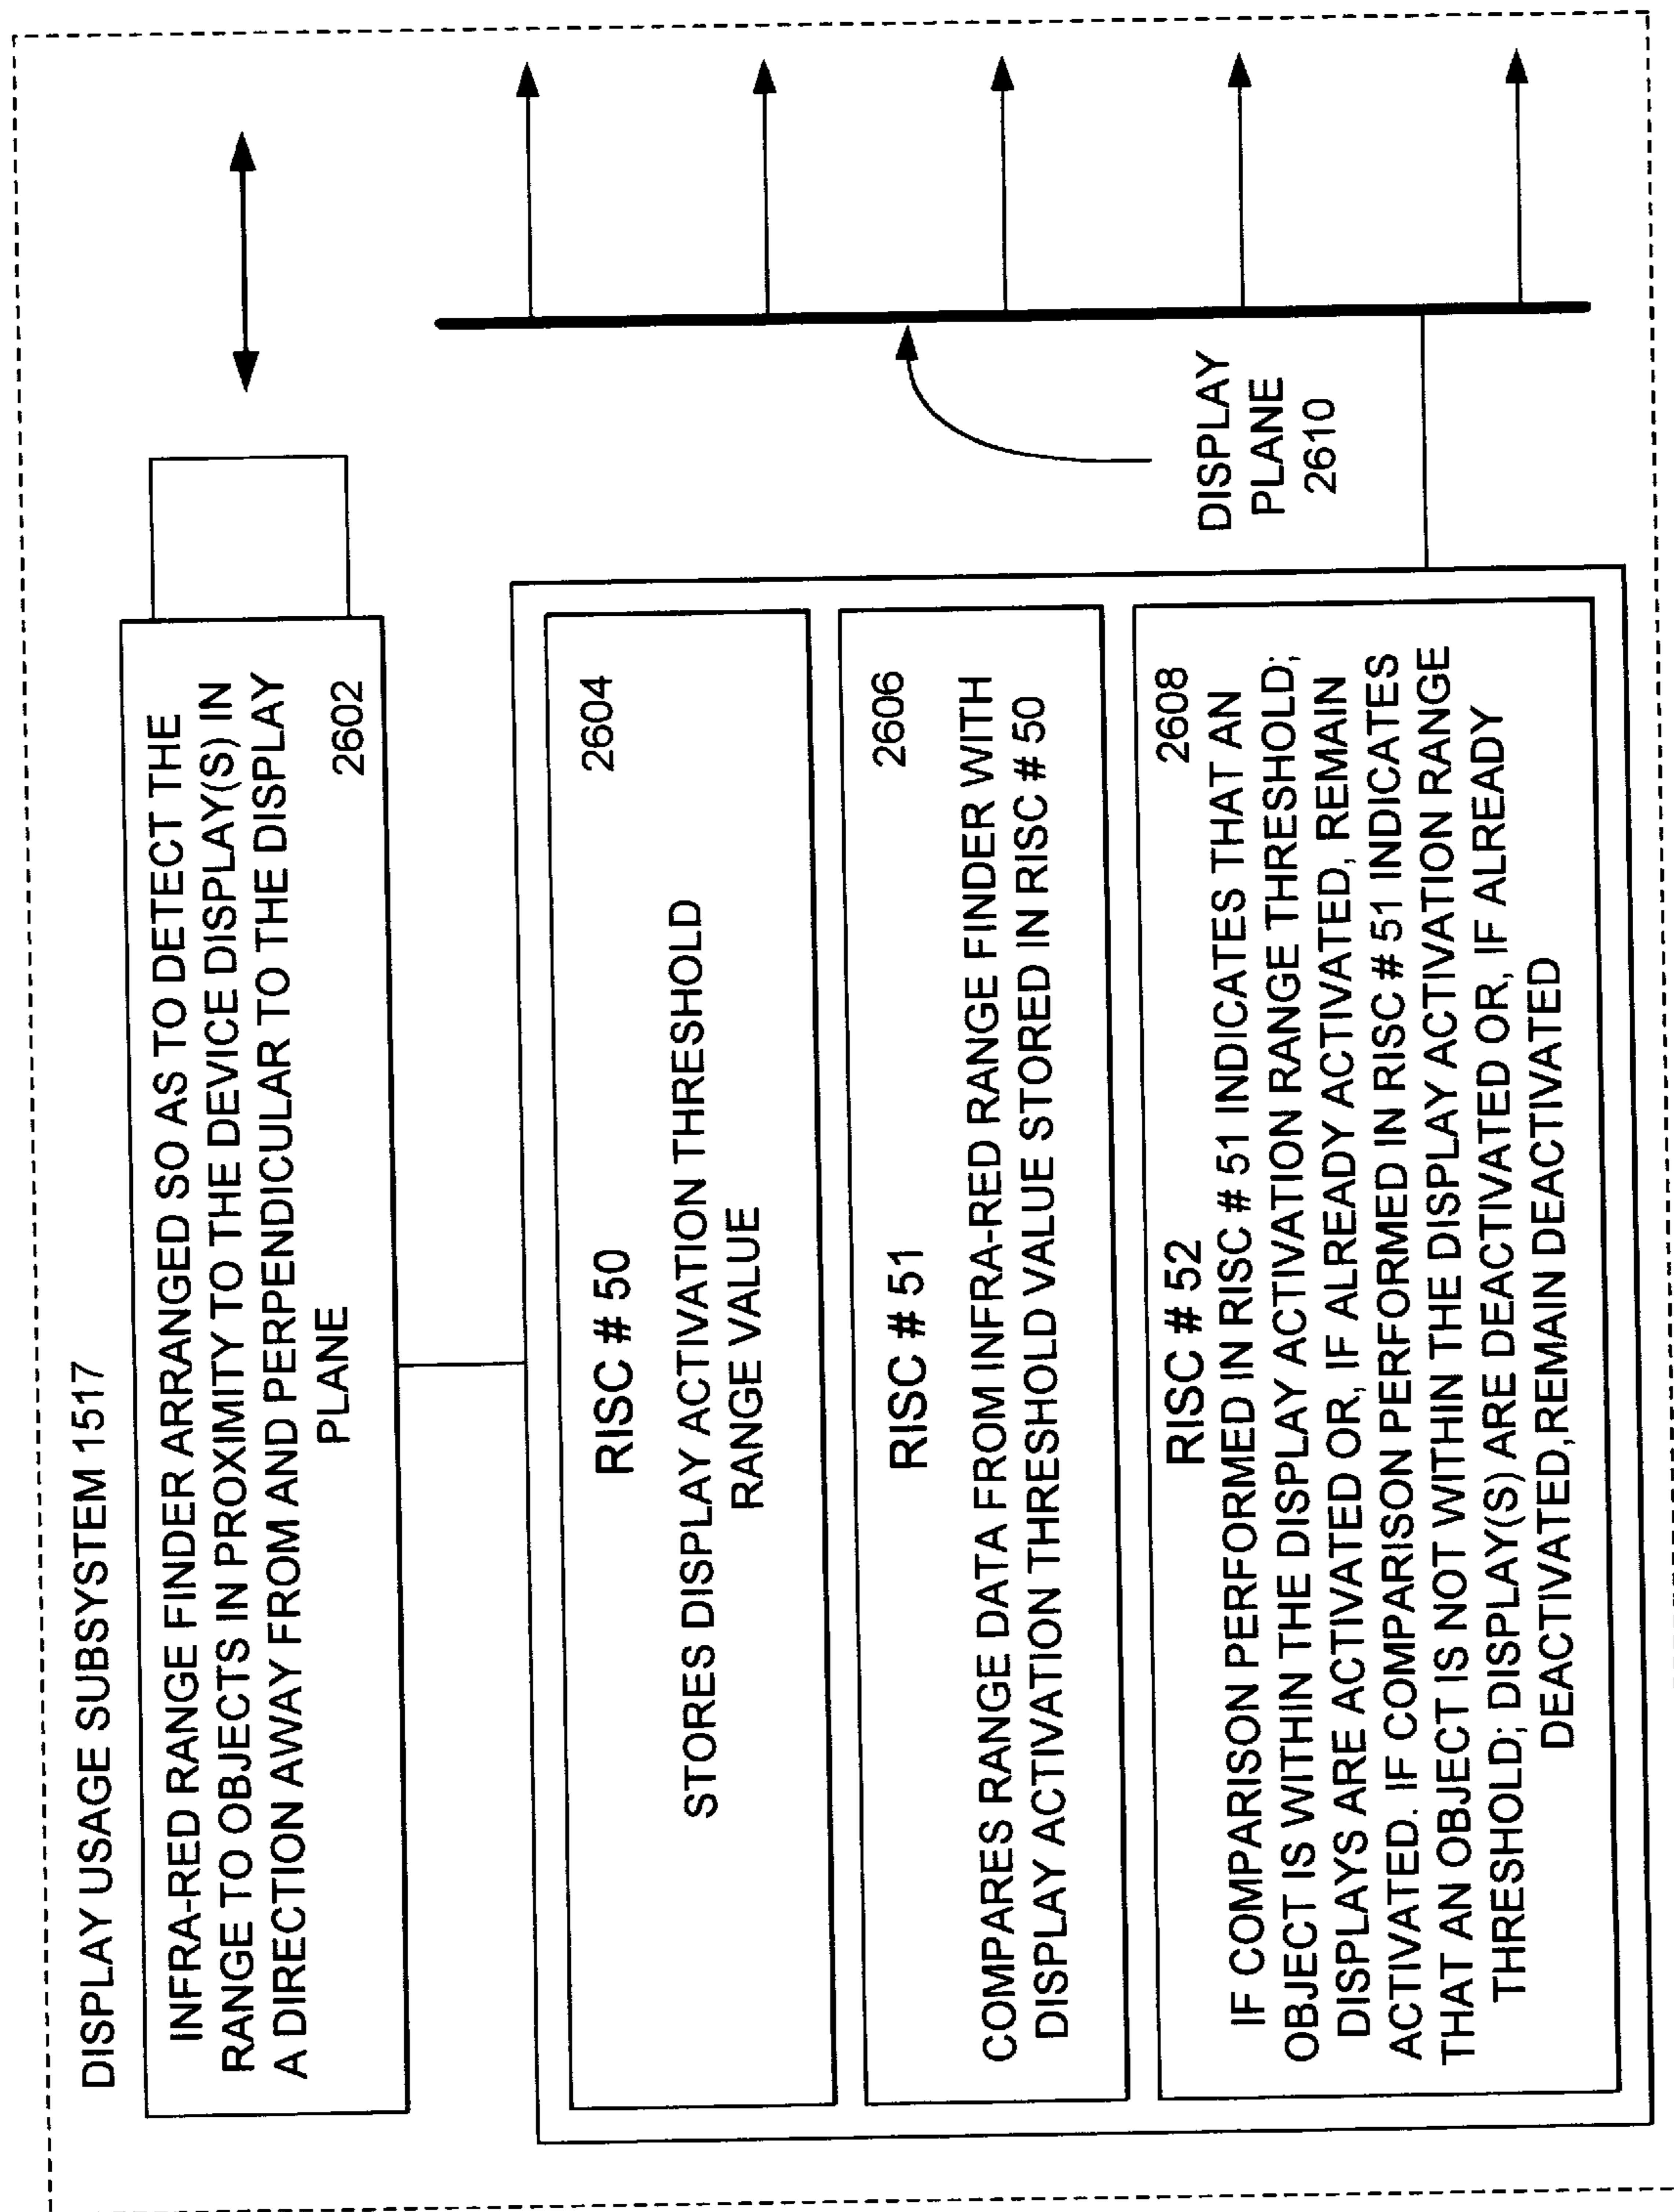 DISPLAY USAGE SUBSYSTEM 1517
INFRA-RED RANGE FINDER ARRANGED SO AS TO DETECT THE
RANGE TO OBJECTS IN PROXIMITY TO THE DEVICE DISPLAY(S) IN
A DIRECTION AWAY FROM AND PERPENDICULAR TO THE DISPLAY
PLANE
2602
2604
RISC # 50
STORES DISPLAY ACTIVATION THRESHOLD
RANGE VALUE
2606
RISC # 51
COMPARES RANGE DATA FROM INFRA-RED RANGE FINDER WITH
DISPLAY ACTIVATION THRESHOLD VALUE STORED IN RISC # 50
2608
RISC # 52
IF COMPARISON PERFORMED IN RISC # 51 INDICATES THAT AN
OBJECT IS WITHIN THE DISPLAY ACTIVATION RANGE THRESHOLD;
DISPLAYS ARE ACTIVATED OR, IF ALREADY ACTIVATED, REMAIN
ACTIVATED. IF COMPARISON PERFORMED IN RISC # 51 INDICATES
THAT AN OBJECT IS NOT WITHIN THE DISPLAY ACTIVATION RANGE
THRESHOLD; DISPLAY(S) ARE DEACTIVATED OR, IF ALREADY
DEACTIVATED,REMAIN DEACTIVATED
DISPLAY
PLANE
2610